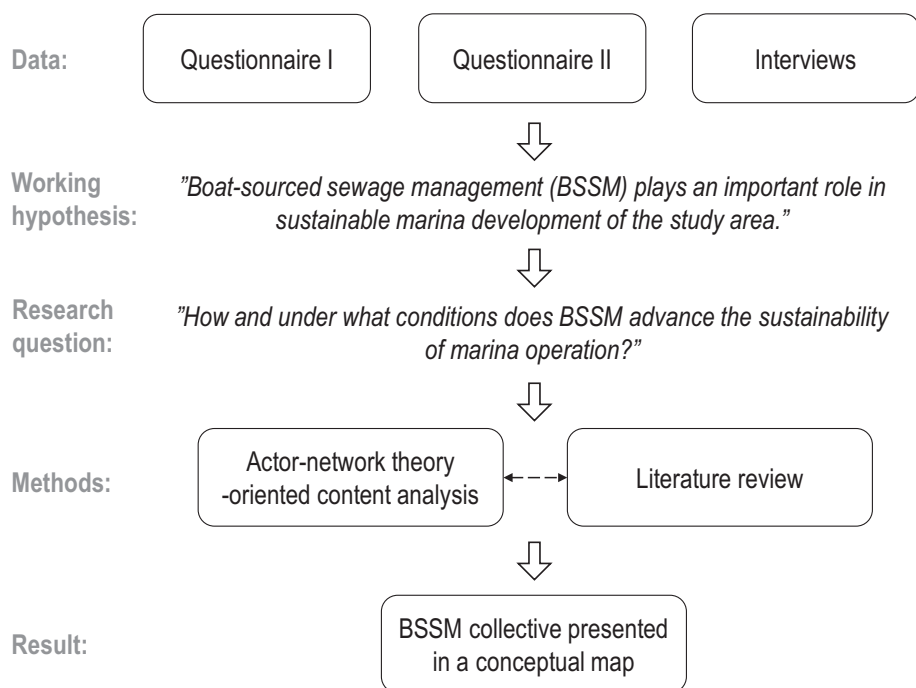 Data:
Questionnaire I
Questionnaire II
Interviews
Working
hypothesis:
”Boat-sourced sewage management (BSSM) plays an important role in
sustainable marina development of the study area.”
Research
question:
”How and under what conditions does BSSM advance the sustainability
of marina operation?”
Methods:
Actor-network theory
-oriented content analysis
Literature review
Result:
BSSM collective presented
in a conceptual map